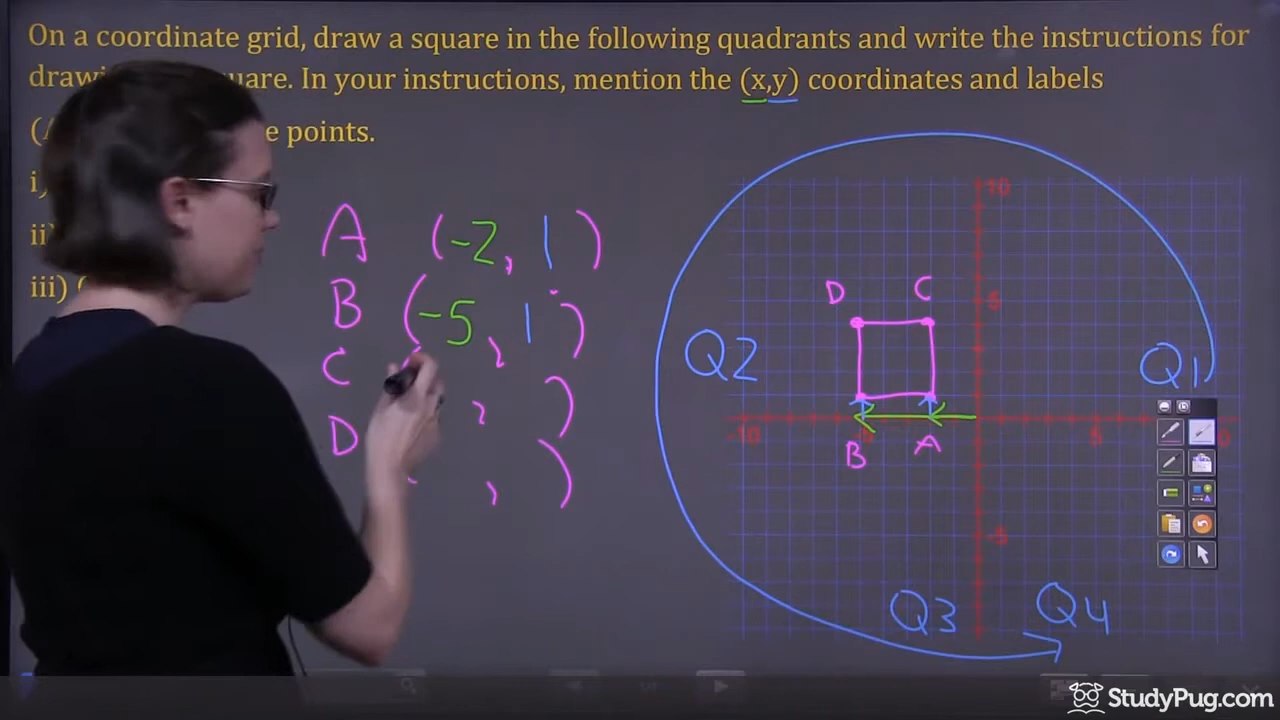 On a coordinate grid, draw a square in the following quadrants and write the instructions for
square. In your instructions, mention the (x,y) coordinates and labels
points.
i)
ii)
iii)
A (-2, 1)
B (-5, 1)
C ( , )
D ( , )
10
5
-10
5
-5
D C
B A
Q2
Q1
Q3
Q4
StudyPug.com